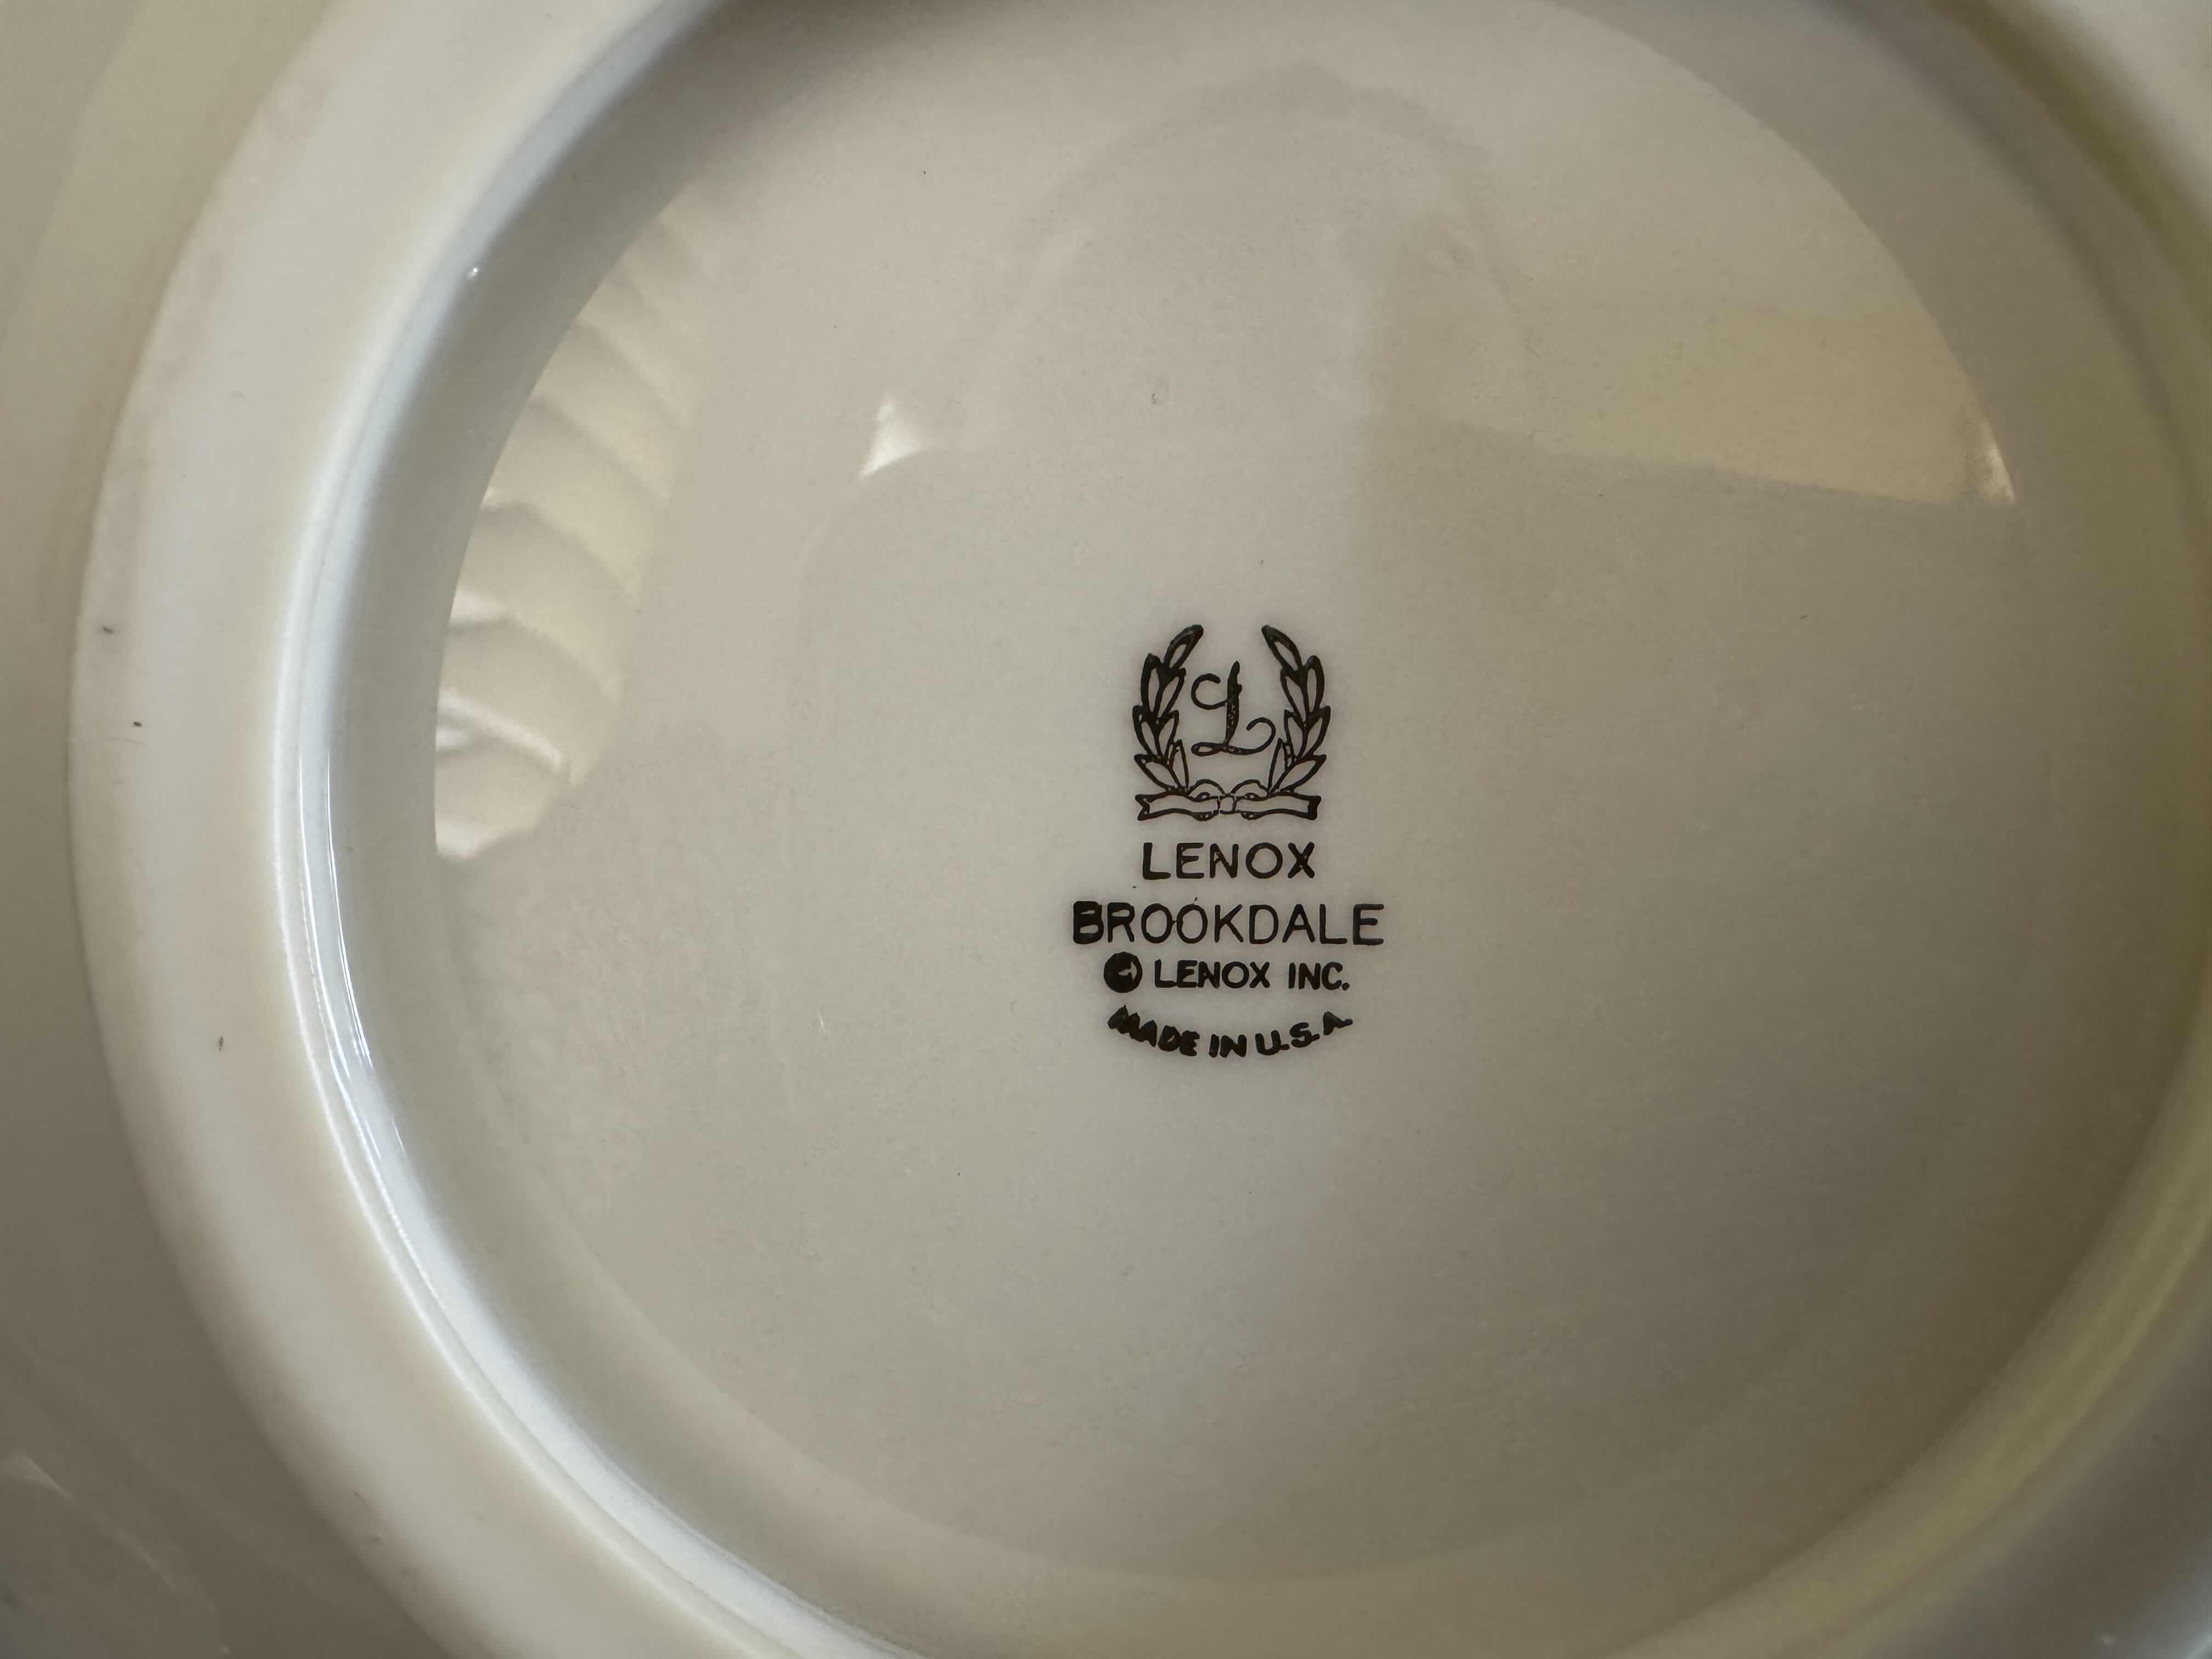 L
LENOX
BROOKDALE
© LENOX INC.
MADE IN U.S.A.